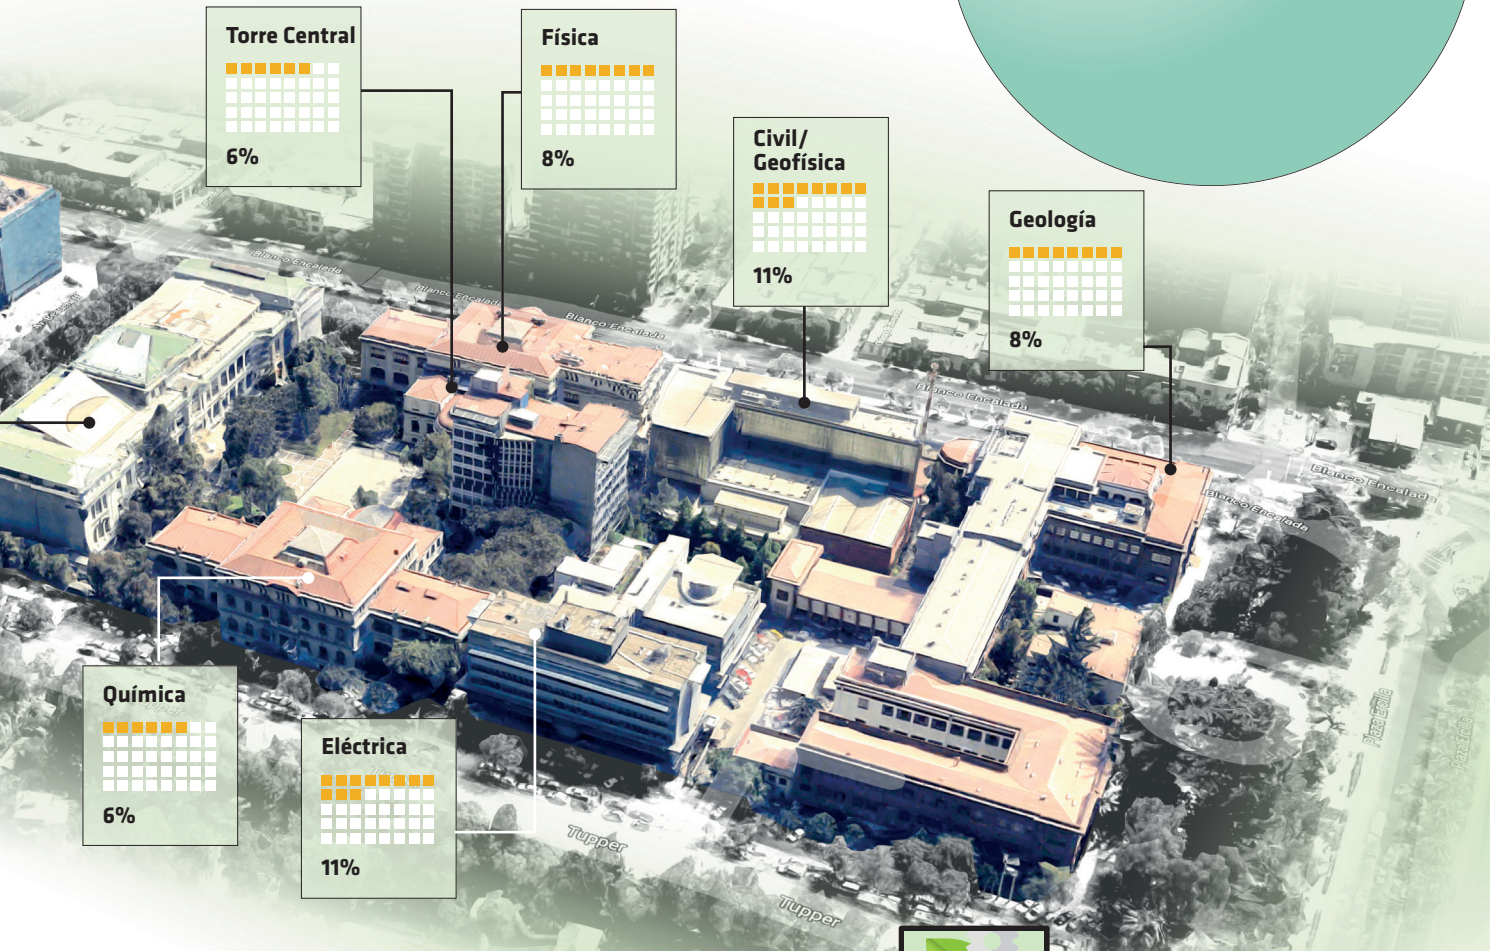 Torre Central
6%
Física
8%
Civil/
Geofísica
11%
Geología
8%
Blanco Encalada
Blanco Encalada
Blanco Encalada
Blanco Encalada
Blanco Encalada
Blanco Encalada
Química
6%
Eléctrica
11%
Tupper
Tupper
Plaza Ercilla
Plaza Ercilla